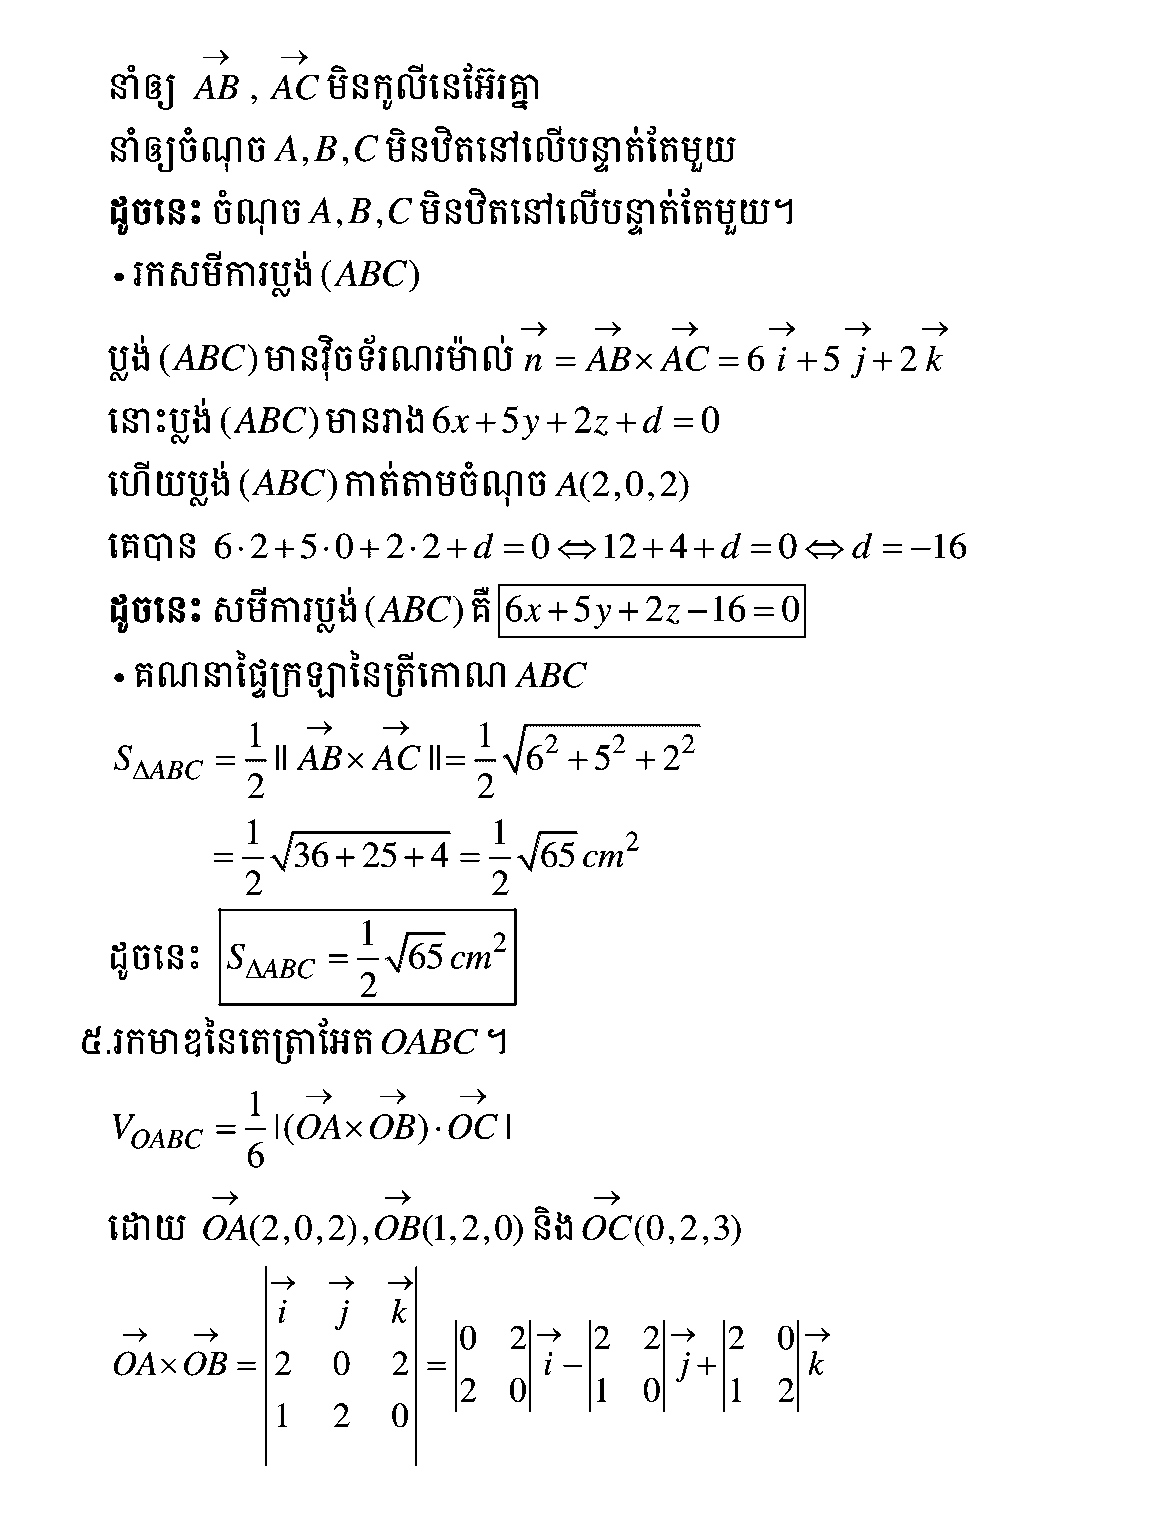 នាំឲ្យ $\overrightarrow{AB}$ , $\overrightarrow{AC}$ មិនកូលីនេអ៊ែរគ្នា
នាំឲ្យចំណុច $A,B,C$ មិនឋិតនៅលើបន្ទាត់តែមួយ
ដូចនេះ ចំណុច $A,B,C$ មិនឋិតនៅលើបន្ទាត់តែមួយ។
• រកសមីការប្លង់ $(ABC)$
ប្លង់ $(ABC)$ មានវ៉ិចទ័រណរម៉ាល់ $\overrightarrow{n} = \overrightarrow{AB} \times \overrightarrow{AC} = 6\overrightarrow{i} + 5\overrightarrow{j} + 2\overrightarrow{k}$
នោះប្លង់ $(ABC)$ មានរាង $6x + 5y + 2z + d = 0$
ហើយប្លង់ $(ABC)$ កាត់តាមចំណុច $A(2,0,2)$
គេបាន $6 \cdot 2 + 5 \cdot 0 + 2 \cdot 2 + d = 0 \Leftrightarrow 12 + 4 + d = 0 \Leftrightarrow d = -16$
ដូចនេះ សមីការប្លង់ $(ABC)$ គឺ $\boxed{6x + 5y + 2z - 16 = 0}$
• គណនាផ្ទៃក្រឡានៃត្រីកោណ $ABC$
$S_{\Delta ABC} = \frac{1}{2} || \overrightarrow{AB} \times \overrightarrow{AC} || = \frac{1}{2} \sqrt{6^2 + 5^2 + 2^2}$
$= \frac{1}{2} \sqrt{36 + 25 + 4} = \frac{1}{2} \sqrt{65} cm^2$
ដូចនេះ $\boxed{S_{\Delta ABC} = \frac{1}{2} \sqrt{65} cm^2}$
៥.រកមាឌនៃតេត្រាអែត $OABC$ ។
$V_{OABC} = \frac{1}{6} | (\overrightarrow{OA} \times \overrightarrow{OB}) \cdot \overrightarrow{OC} |$
ដោយ $\overrightarrow{OA}(2,0,2), \overrightarrow{OB}(1,2,0)$ និង $\overrightarrow{OC}(0,2,3)$
$\overrightarrow{OA} \times \overrightarrow{OB} = \begin{vmatrix} \overrightarrow{i} & \overrightarrow{j} & \overrightarrow{k} \\ 2 & 0 & 2 \\ 1 & 2 & 0 \end{vmatrix} = \begin{vmatrix} 0 & 2 \\ 2 & 0 \end{vmatrix} \overrightarrow{i} - \begin{vmatrix} 2 & 2 \\ 1 & 0 \end{vmatrix} \overrightarrow{j} + \begin{vmatrix} 2 & 0 \\ 1 & 2 \end{vmatrix} \overrightarrow{k}$